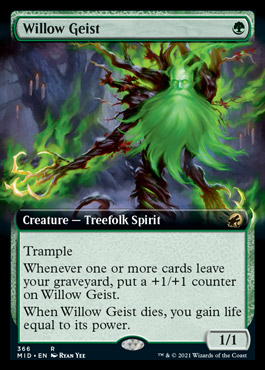 Willow Geist
Creature — Treefolk Spirit
Trample
Whenever one or more cards leave
your graveyard, put a +1/+1 counter
on Willow Geist.
When Willow Geist dies, you gain life
equal to its power.
1/1
366 R
MID • EN Ryan Yee
™ & © 2021 Wizards of the Coast